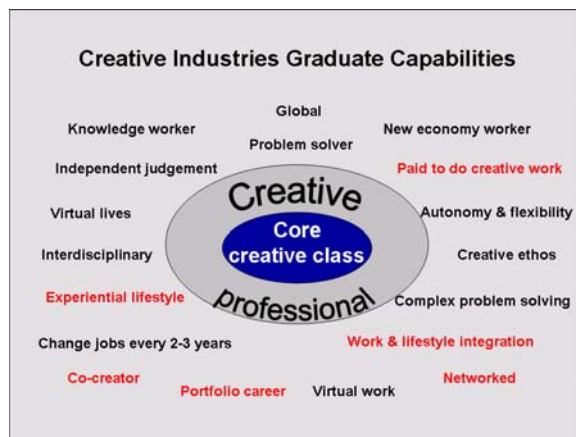 Creative Industries Graduate Capabilities
Global
Knowledge worker
New economy worker
Problem solver
Independent judgement
Paid to do creative work
Creative
Virtual lives
Autonomy & flexibility
Core
creative class
Interdisciplinary
Creative ethos
Experiential lifestyle
professional
Complex problem solving
Change jobs every 2-3 years
Work & lifestyle integration
Co-creator
Portfolio career
Virtual work
Networked